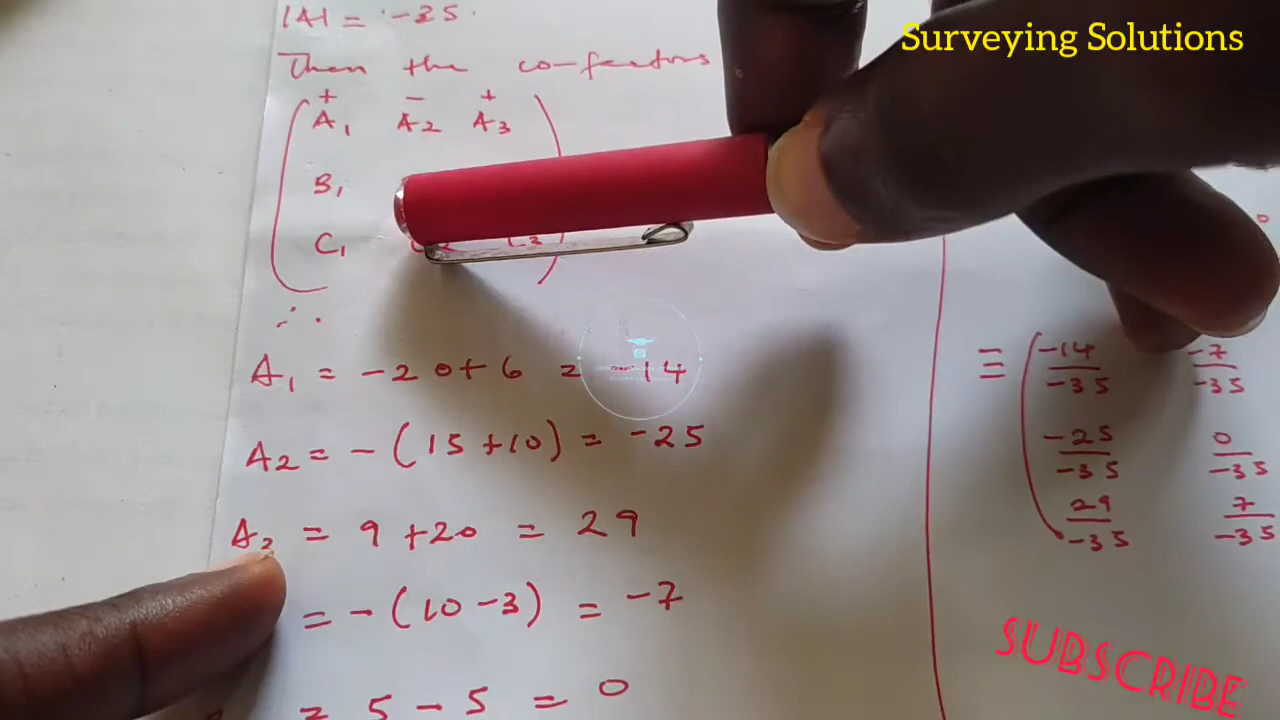 Surveying Solutions
|A| = -35.
Then the co-factors
+ - +
A1 A2 A3
B1
C1
∴
A1 = -20+6 = -14
A2 = -(15+10) = -25
A3 = 9+20 = 29
= -(10-3) = -7
= 5-5 = 0
≡
-14/-35 -7/-35
-25/-35 0/-35
29/-35 7/-35
SUBSCRIBE